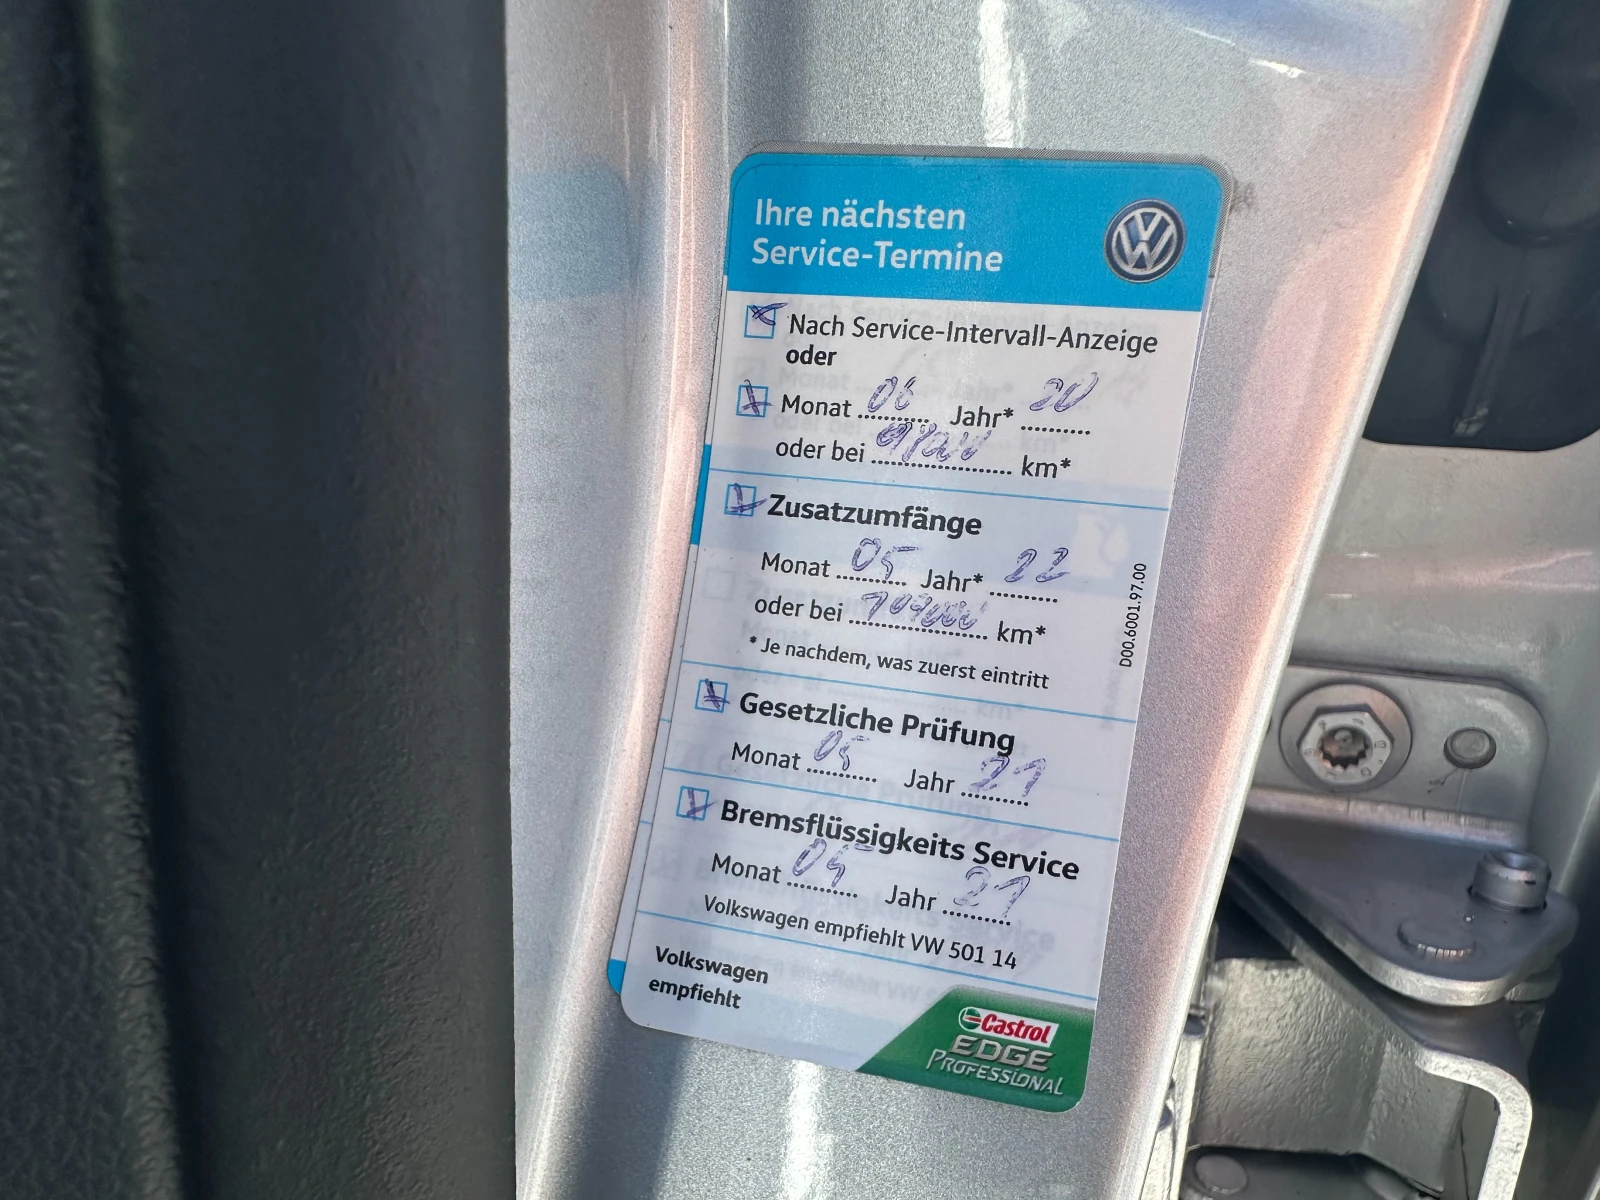 Ihre nächsten
Service-Termine
Nach Service-Intervall-Anzeige
oder
Monat 06 Jahr* 20
oder bei km*
Zusatzumfänge
Monat 05 Jahr* 22
oder bei km*
* Je nachdem, was zuerst eintritt
Gesetzliche Prüfung
Monat 05 Jahr 21
Bremsflüssigkeits Service
Monat 05 Jahr 21
Volkswagen empfiehlt VW 501 14
Volkswagen
empfiehlt
Castrol
EDGE
PROFESSIONAL
D00.6001.97.00